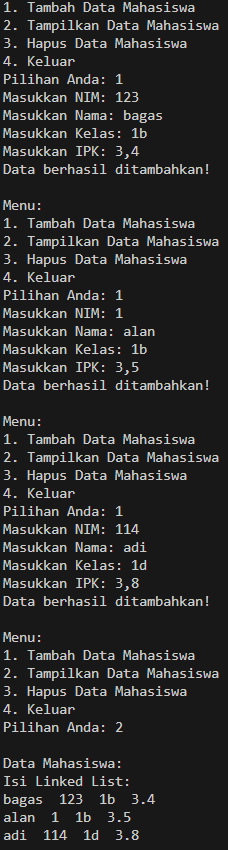 1. Tambah Data Mahasiswa
2. Tampilkan Data Mahasiswa
3. Hapus Data Mahasiswa
4. Keluar
Pilihan Anda: 1
Masukkan NIM: 123
Masukkan Nama: bagas
Masukkan Kelas: 1b
Masukkan IPK: 3,4
Data berhasil ditambahkan!

Menu:
1. Tambah Data Mahasiswa
2. Tampilkan Data Mahasiswa
3. Hapus Data Mahasiswa
4. Keluar
Pilihan Anda: 1
Masukkan NIM: 1
Masukkan Nama: alan
Masukkan Kelas: 1b
Masukkan IPK: 3,5
Data berhasil ditambahkan!

Menu:
1. Tambah Data Mahasiswa
2. Tampilkan Data Mahasiswa
3. Hapus Data Mahasiswa
4. Keluar
Pilihan Anda: 1
Masukkan NIM: 114
Masukkan Nama: adi
Masukkan Kelas: 1d
Masukkan IPK: 3,8
Data berhasil ditambahkan!

Menu:
1. Tambah Data Mahasiswa
2. Tampilkan Data Mahasiswa
3. Hapus Data Mahasiswa
4. Keluar
Pilihan Anda: 2

Data Mahasiswa:
Isi Linked List:
bagas  123  1b  3.4
alan  1  1b  3.5
adi  114  1d  3.8